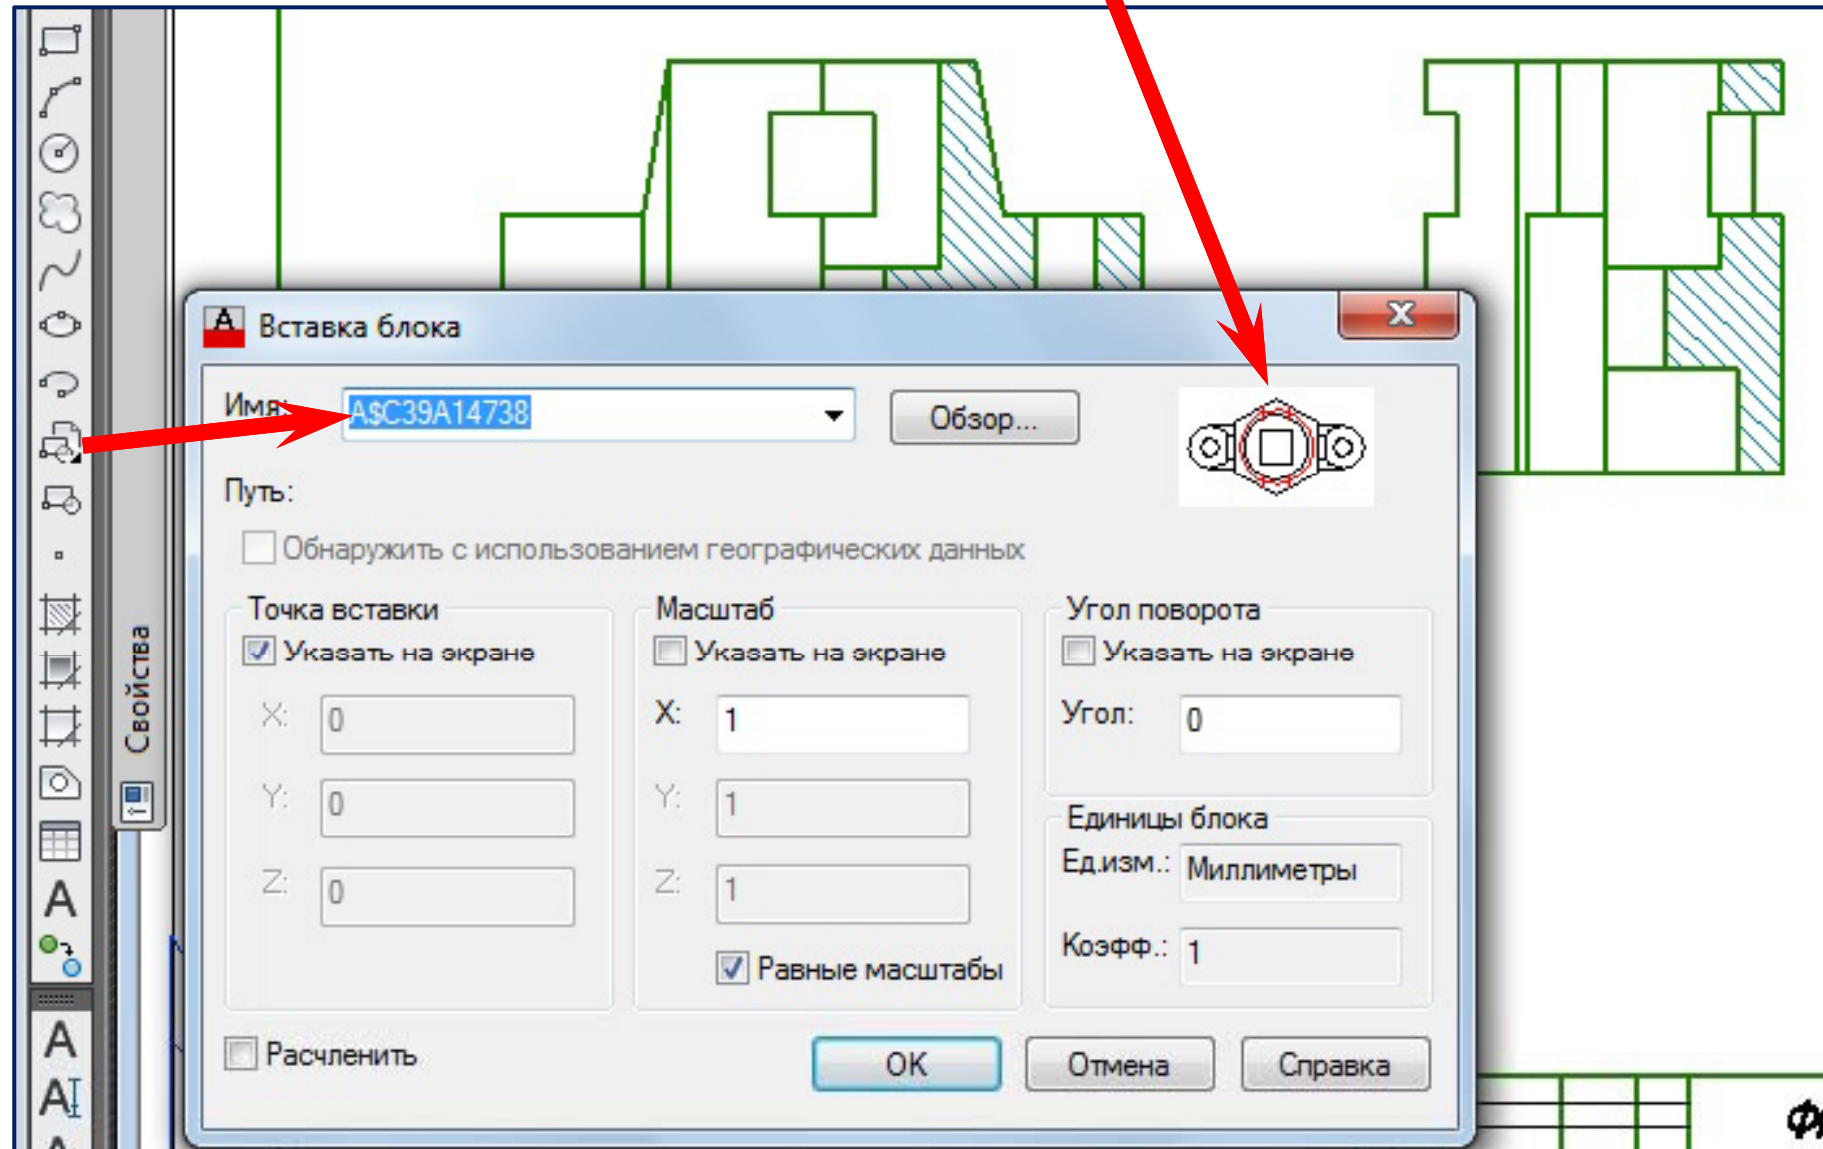 Вставка блока
Имя: A$C39A14738 Обзор...
Путь:
Обнаружить с использованием географических данных
Точка вставки Масштаб Угол поворота
Указать на экране Указать на экране Указать на экране
X: 0 X: 1 Угол: 0
Y: 0 Y: 1 Единицы блока
Ед.изм.: Миллиметры
Z: 0 Z: 1
Коэфф.: 1
Равные масштабы
Расчленить OK Отмена Справка
Свойства